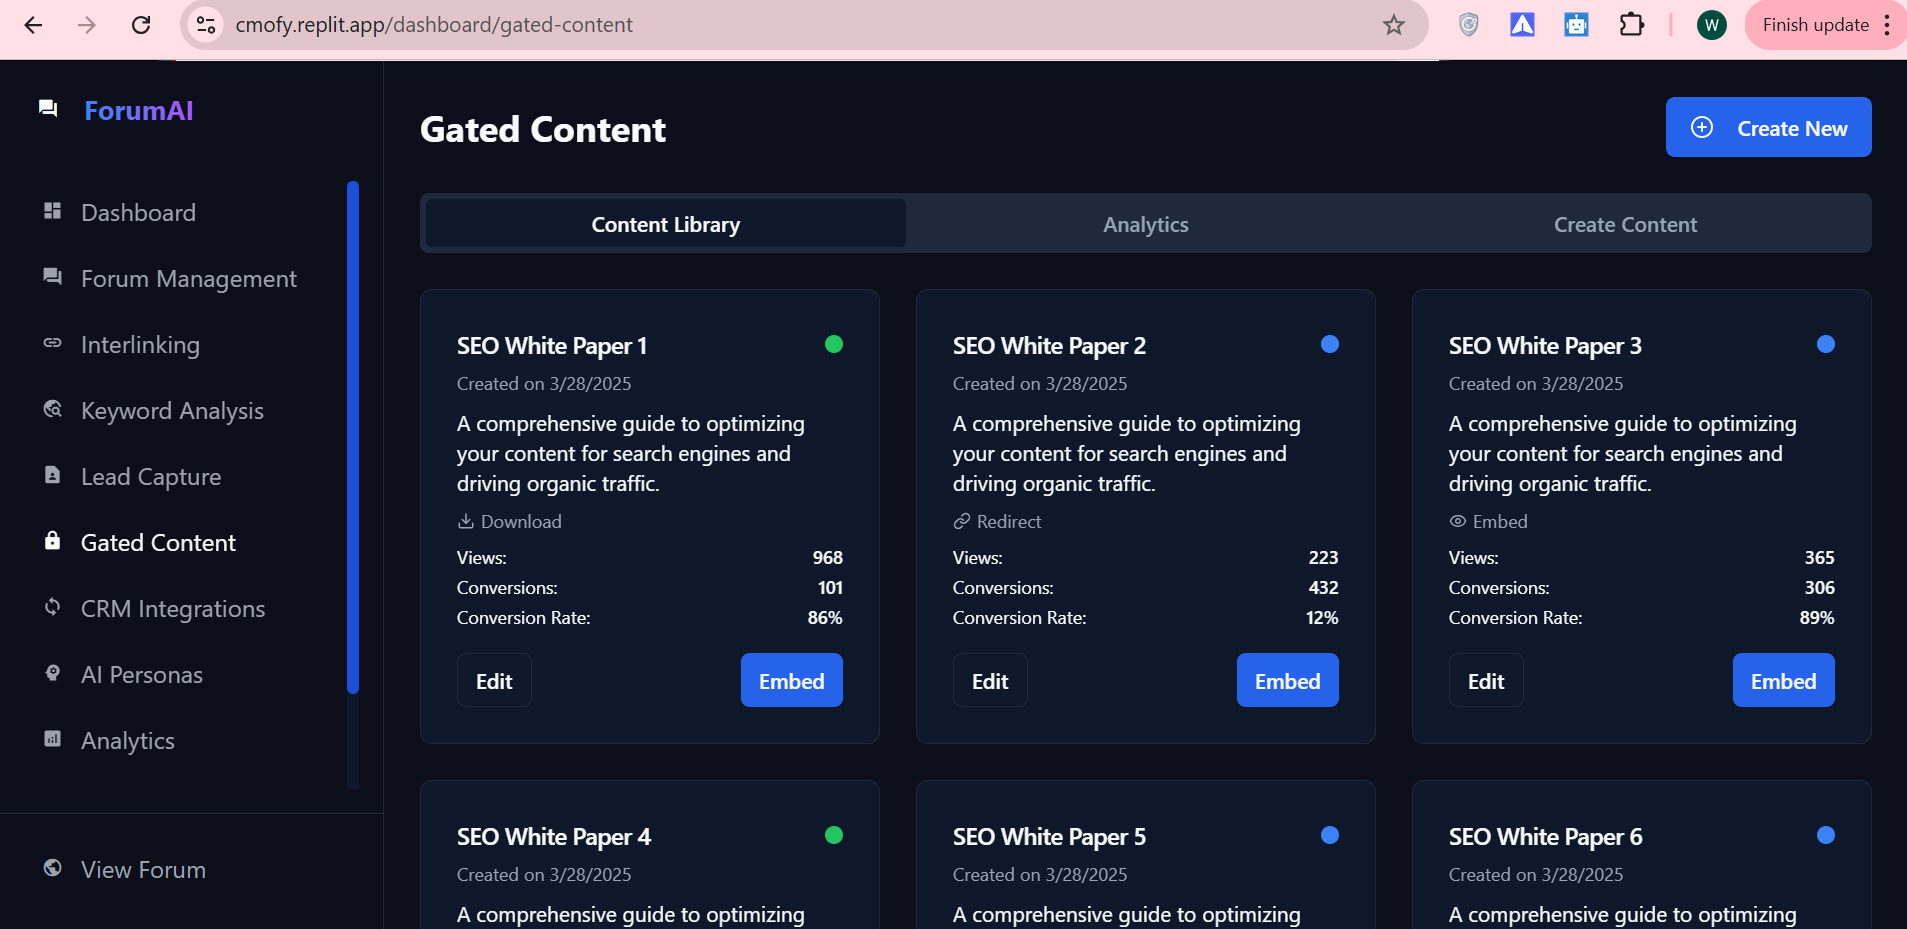 cmofy.replit.app/dashboard/gated-content
W
Finish update
ForumAI
Dashboard
Forum Management
Interlinking
Keyword Analysis
Lead Capture
Gated Content
CRM Integrations
AI Personas
Analytics
View Forum
Gated Content
Create New
Content Library
Analytics
Create Content
SEO White Paper 1
Created on 3/28/2025
A comprehensive guide to optimizing
your content for search engines and
driving organic traffic.
Download
Views: 968
Conversions: 101
Conversion Rate: 86%
Edit
Embed
SEO White Paper 2
Created on 3/28/2025
A comprehensive guide to optimizing
your content for search engines and
driving organic traffic.
Redirect
Views: 223
Conversions: 432
Conversion Rate: 12%
Edit
Embed
SEO White Paper 3
Created on 3/28/2025
A comprehensive guide to optimizing
your content for search engines and
driving organic traffic.
Embed
Views: 365
Conversions: 306
Conversion Rate: 89%
Edit
Embed
SEO White Paper 4
Created on 3/28/2025
A comprehensive guide to optimizing
SEO White Paper 5
Created on 3/28/2025
A comprehensive guide to optimizing
SEO White Paper 6
Created on 3/28/2025
A comprehensive guide to optimizing